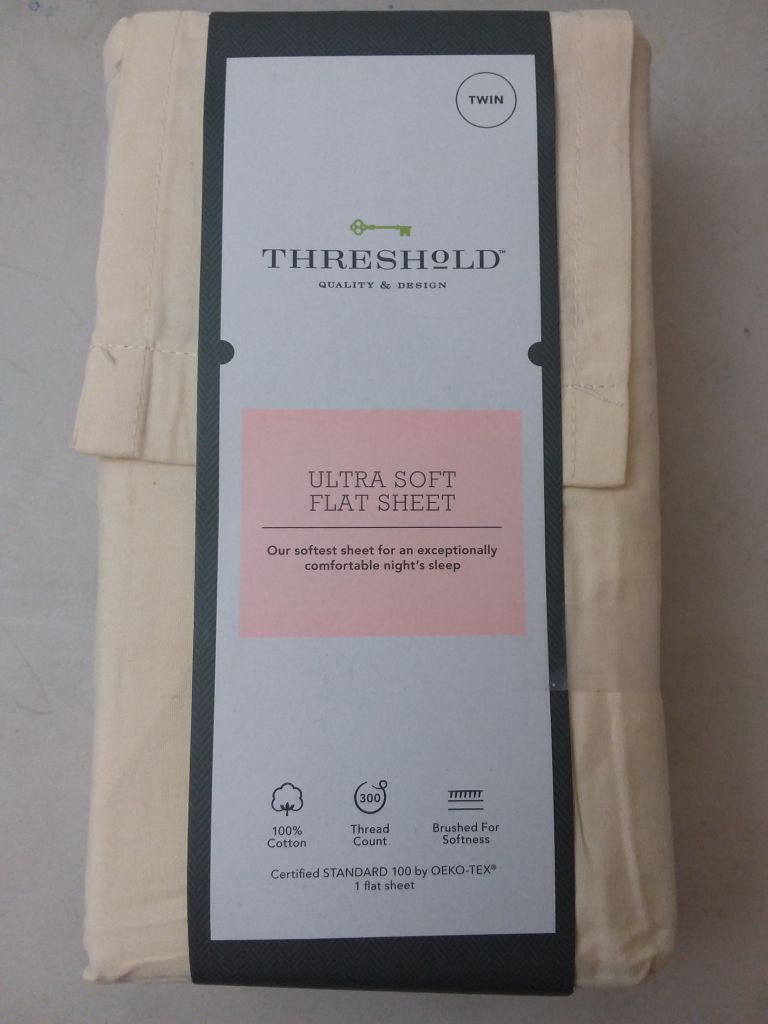 TWIN
THRESHOLD™
QUALITY & DESIGN
ULTRA SOFT
FLAT SHEET
Our softest sheet for an exceptionally
comfortable night's sleep
300
100%
Cotton
Thread
Count
Brushed For
Softness
Certified STANDARD 100 by OEKO-TEX®
1 flat sheet